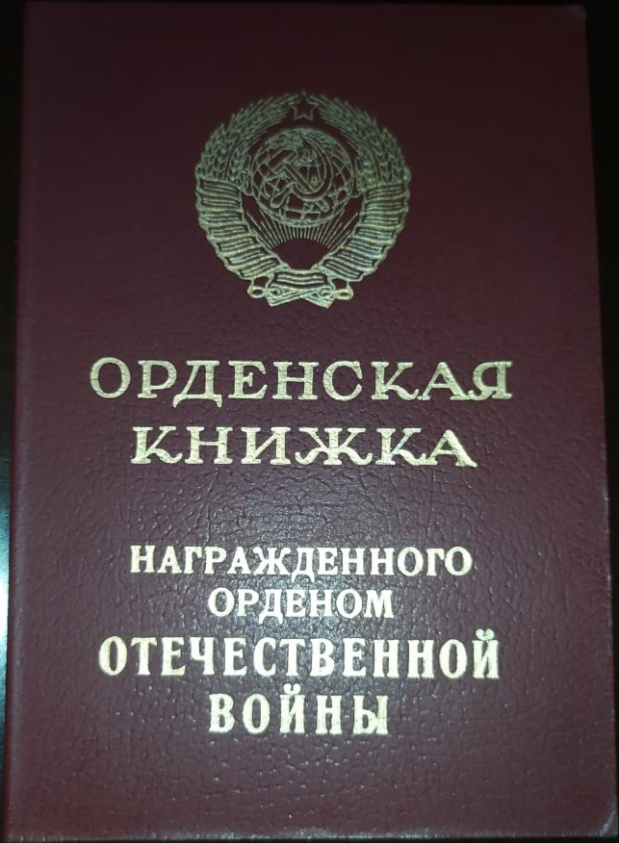 ОРДЕНСКАЯ
КНИЖКА
НАГРАЖДЕННОГО
ОРДЕНОМ
ОТЕЧЕСТВЕННОЙ
ВОЙНЫ